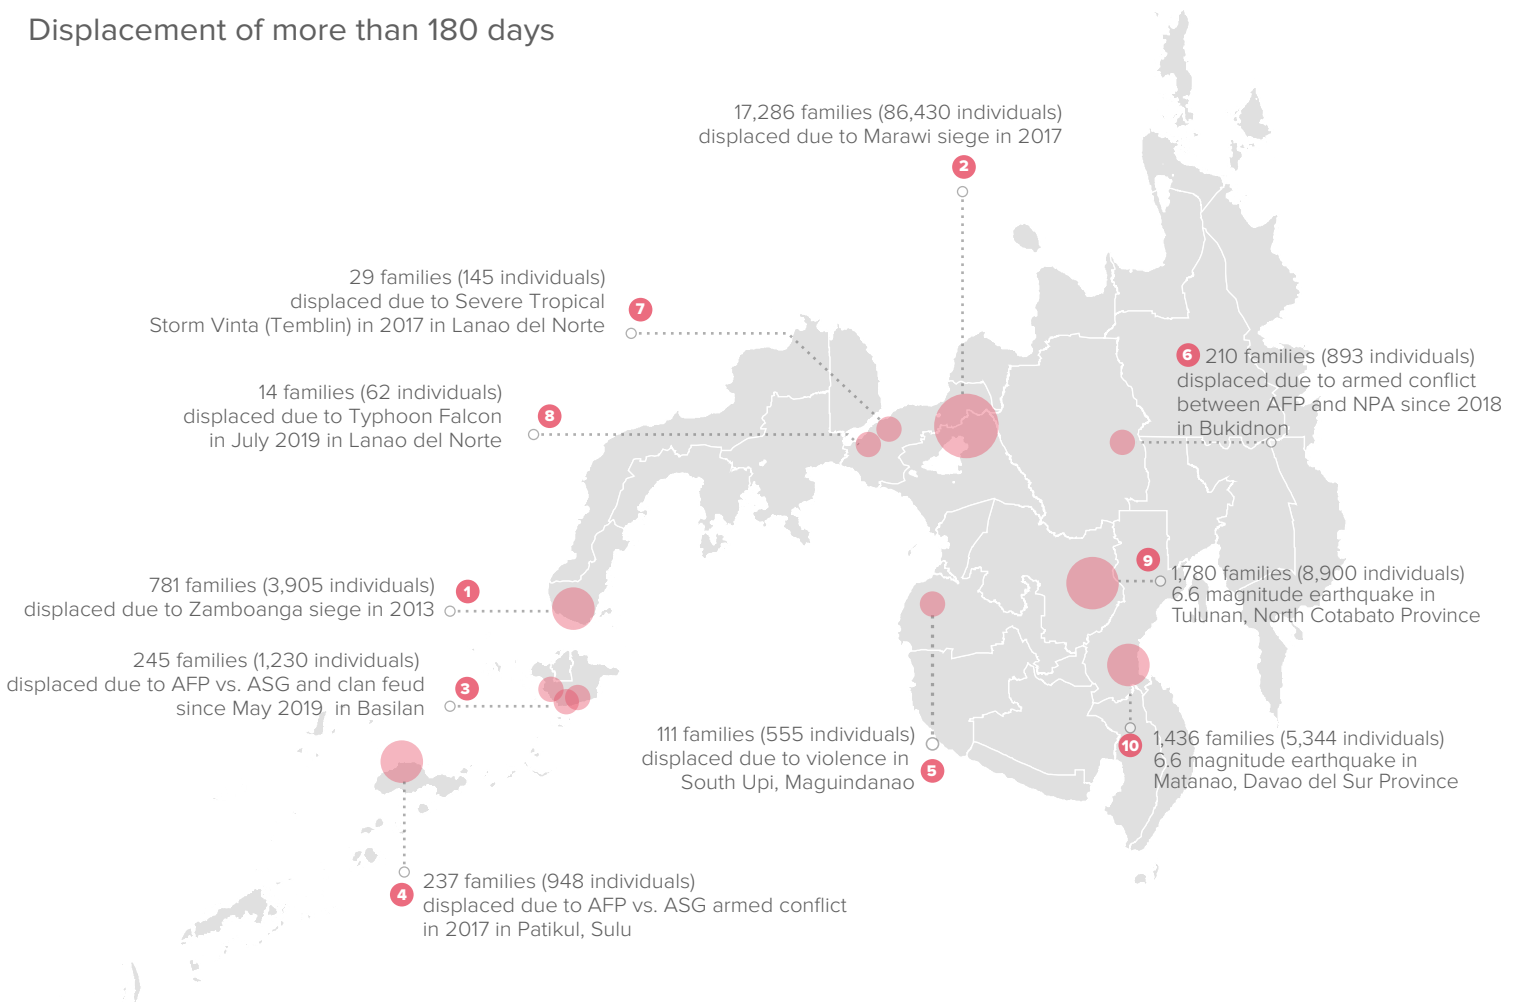 Displacement of more than 180 days
17,286 families (86,430 individuals)
displaced due to Marawi siege in 2017
2
29 families (145 individuals)
displaced due to Severe Tropical
Storm Vinta (Temblin) in 2017 in Lanao del Norte
7
6 210 families (893 individuals)
displaced due to armed conflict
between AFP and NPA since 2018
in Bukidnon
14 families (62 individuals)
displaced due to Typhoon Falcon
in July 2019 in Lanao del Norte
8
781 families (3,905 individuals)
displaced due to Zamboanga siege in 2013
1
9
1,780 families (8,900 individuals)
6.6 magnitude earthquake in
Tulunan, North Cotabato Province
245 families (1,230 individuals)
displaced due to AFP vs. ASG and clan feud
since May 2019 in Basilan
3
111 families (555 individuals)
displaced due to violence in
South Upi, Maguindanao
5
10
1,436 families (5,344 individuals)
6.6 magnitude earthquake in
Matanao, Davao del Sur Province
4
237 families (948 individuals)
displaced due to AFP vs. ASG armed conflict
in 2017 in Patikul, Sulu